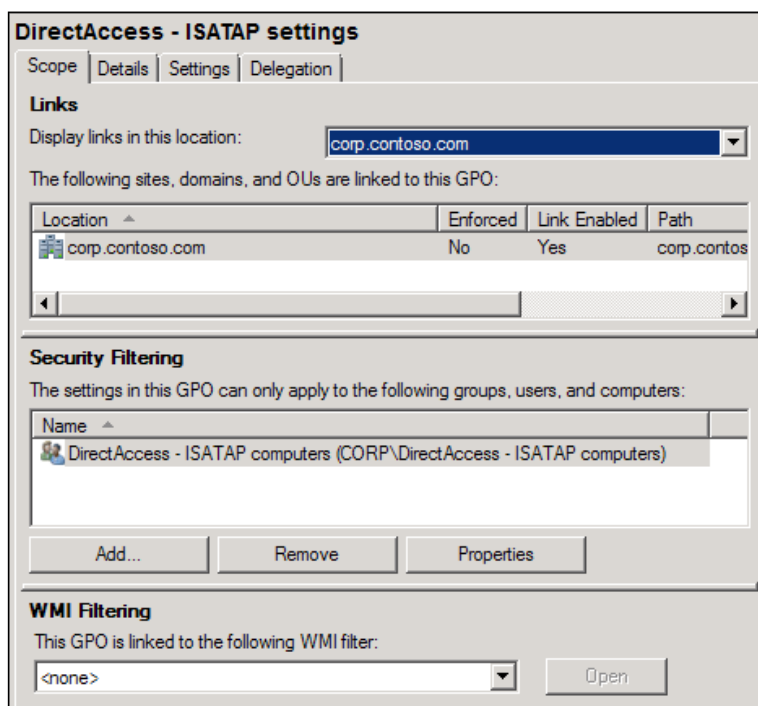 DirectAccess - ISATAP settings
Scope Details Settings Delegation
Links
Display links in this location: corp.contoso.com
The following sites, domains, and OUs are linked to this GPO:
Location Enforced Link Enabled Path
corp.contoso.com No Yes corp.contos
Security Filtering
The settings in this GPO can only apply to the following groups, users, and computers:
Name
DirectAccess - ISATAP computers (CORP\DirectAccess - ISATAP computers)
Add... Remove Properties
WMI Filtering
This GPO is linked to the following WMI filter:
<none> Open